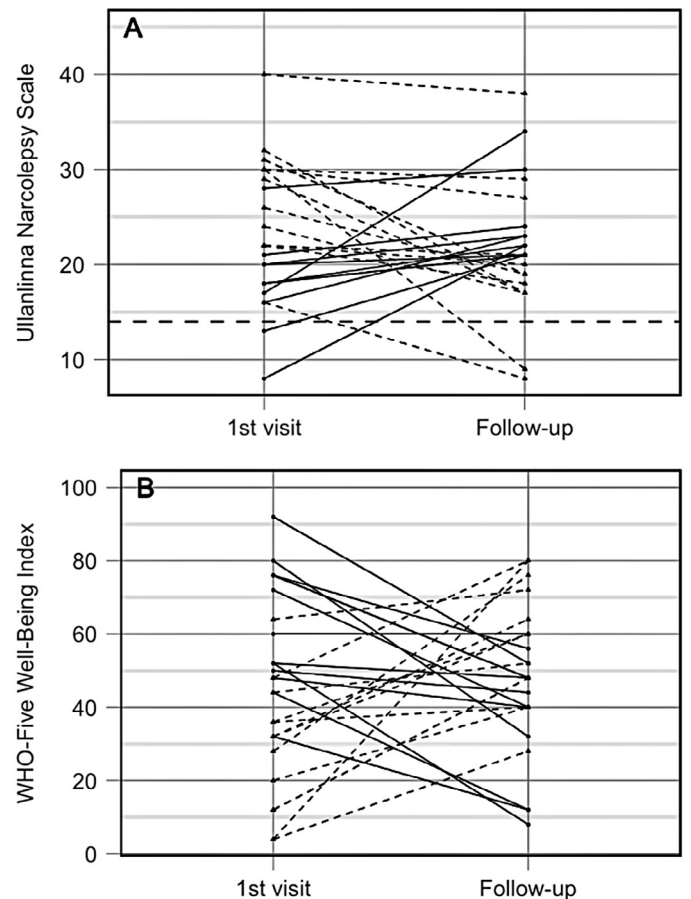 A
Ullanlinna Narcolepsy Scale
40
30
20
10
1st visit
Follow-up
B
WHO-Five Well-Being Index
100
80
60
40
20
0
1st visit
Follow-up